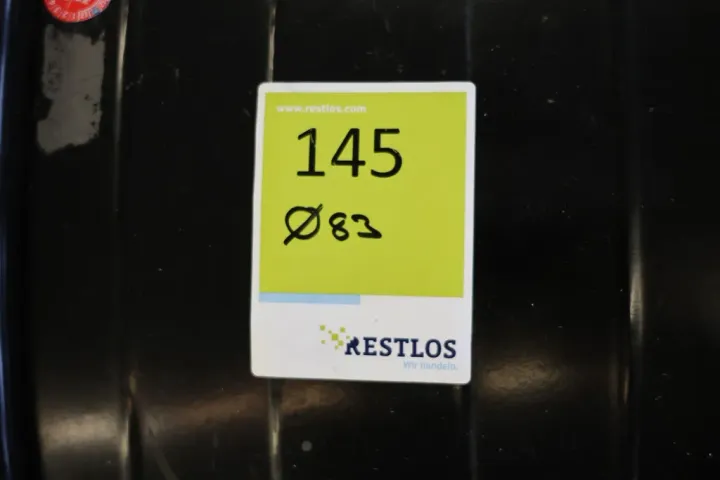 www.restlos.com
145
Ø83
RESTLOS
Wir handeln.